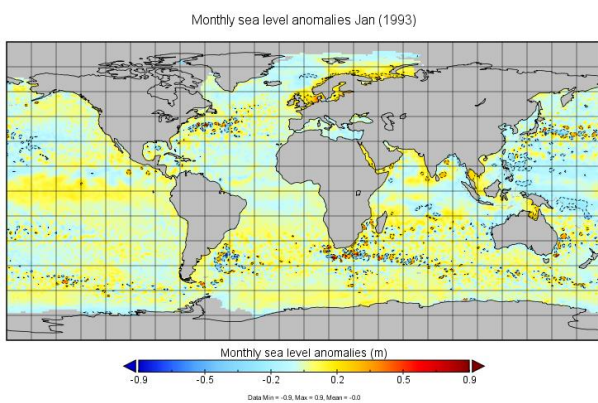 Monthly sea level anomalies Jan (1993)
Monthly sea level anomalies (m)
-0.9 -0.5 -0.2 0.2 0.5 0.9
Data Min = -0.9, Max = 0.9, Mean = -0.0